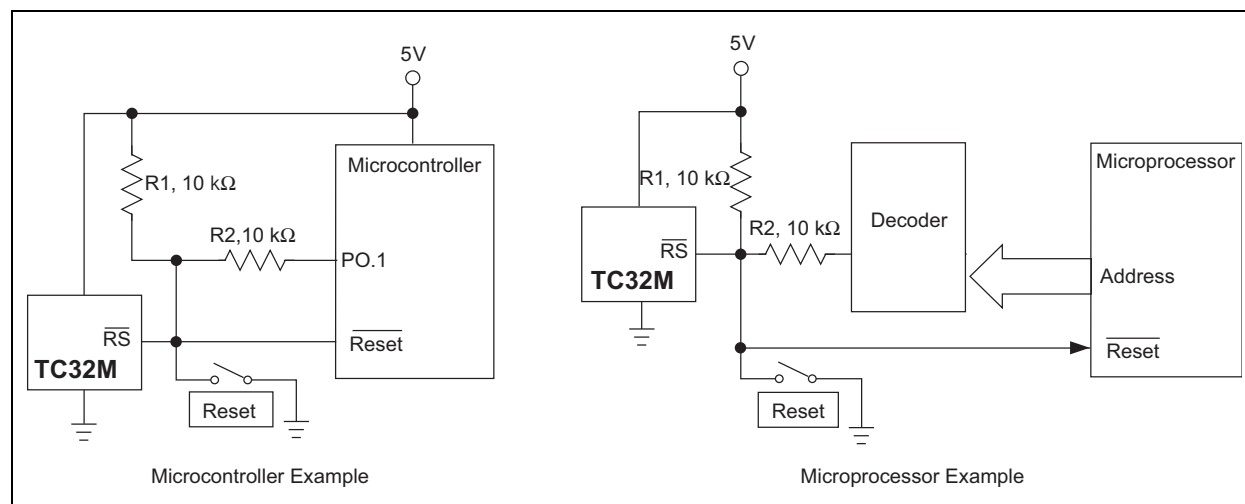 5V
Microcontroller
R1, 10 kΩ
R2,10 kΩ
PO.1
RS
TC32M
Reset
Reset
Microcontroller Example
5V
Microprocessor
R1, 10 kΩ
Decoder
R2, 10 kΩ
RS
TC32M
Address
Reset
Reset
Microprocessor Example